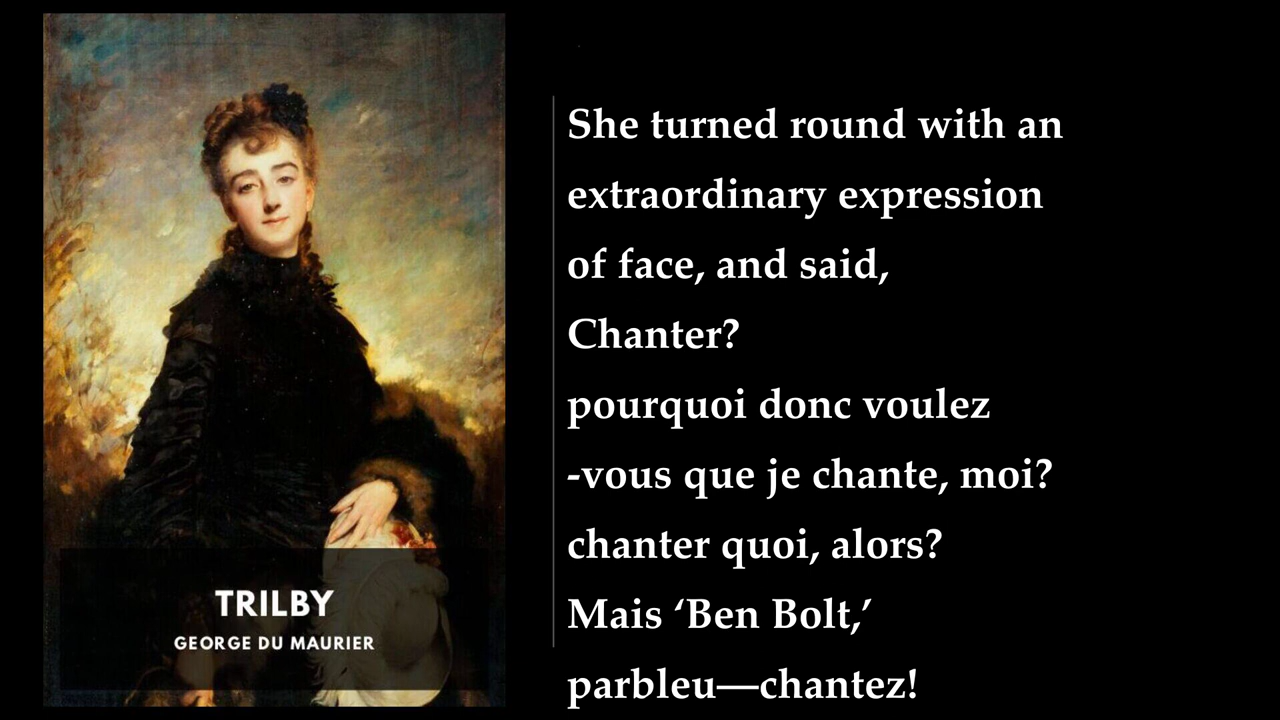 TRILBY
GEORGE DU MAURIER
She turned round with an
extraordinary expression
of face, and said,
Chanter?
pourquoi donc voulez
-vous que je chante, moi?
chanter quoi, alors?
Mais ‘Ben Bolt,’
parbleu—chantez!